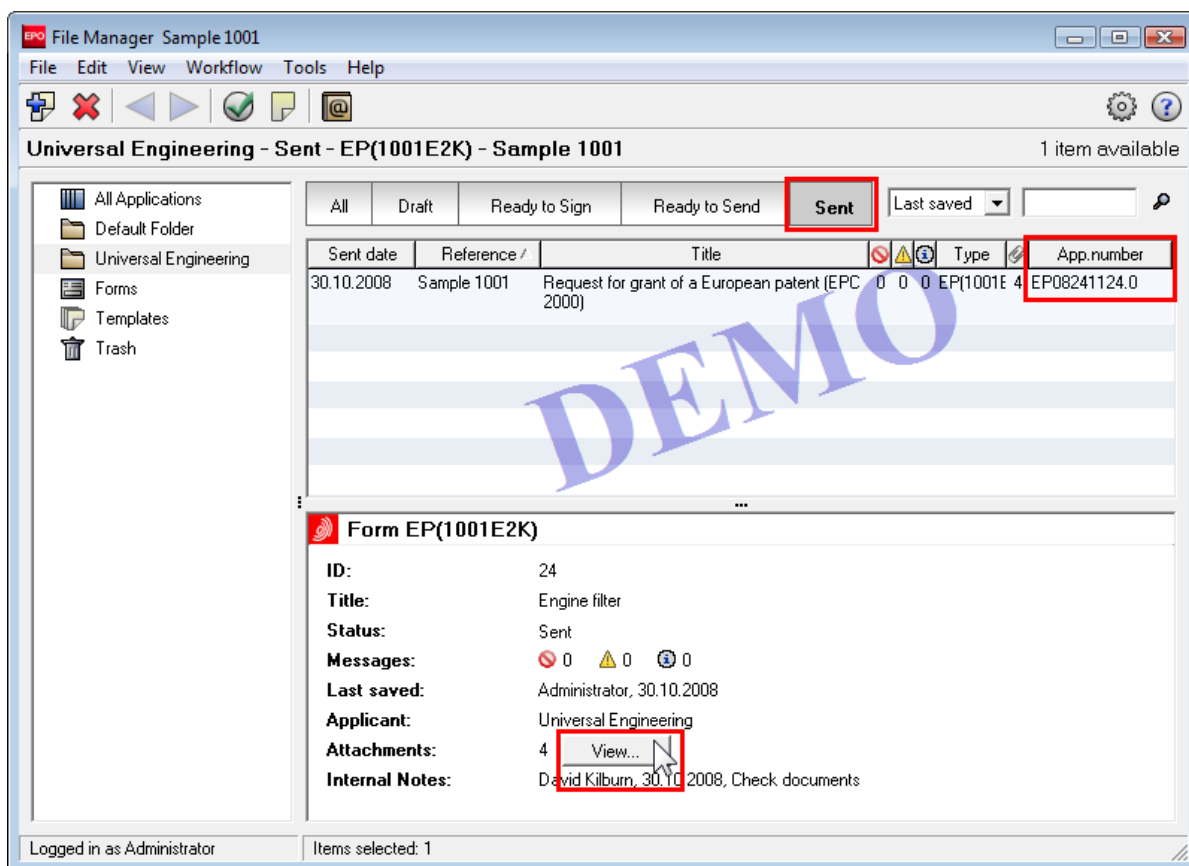 EPO File Manager Sample 1001
File Edit View Workflow Tools Help
Universal Engineering - Sent - EP(1001E2K) - Sample 1001 1 item available
All Applications
Default Folder
Universal Engineering
Forms
Templates
Trash
All Draft Ready to Sign Ready to Send Sent Last saved
Sent date Reference Title Type App.number
30.10.2008 Sample 1001 Request for grant of a European patent (EPC 0 0 0 EP(1001E 4 EP08241124.0
2000)
DEMO
Form EP(1001E2K)
ID: 24
Title: Engine filter
Status: Sent
Messages: 0 0 0
Last saved: Administrator, 30.10.2008
Applicant: Universal Engineering
Attachments: 4 View...
Internal Notes: David Kilburn, 30.10.2008, Check documents
Logged in as Administrator Items selected: 1